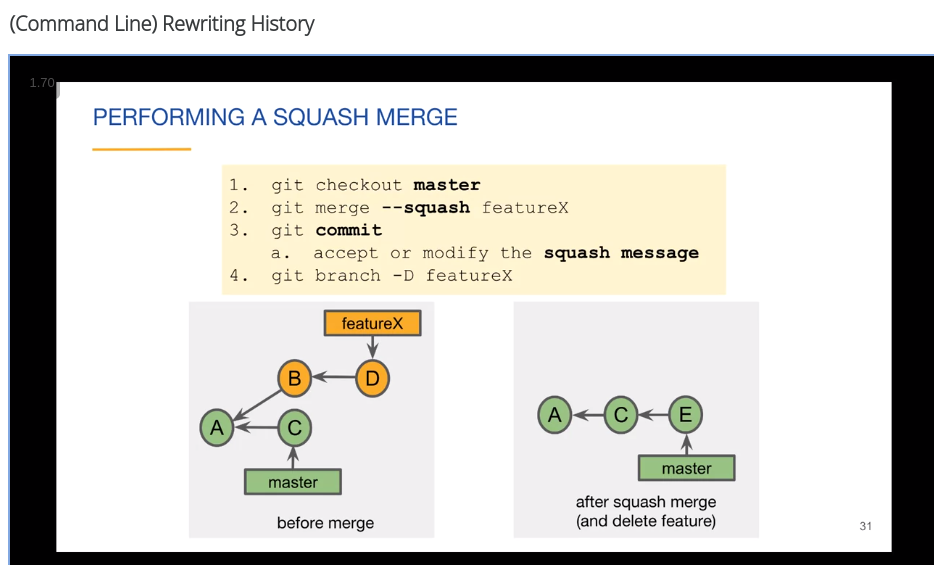 (Command Line) Rewriting History
1.70
PERFORMING A SQUASH MERGE
1. git checkout master
2. git merge --squash featureX
3. git commit
a. accept or modify the squash message
4. git branch -D featureX
featureX
B D
A C
master
before merge
A C E
master
after squash merge
(and delete feature)
31